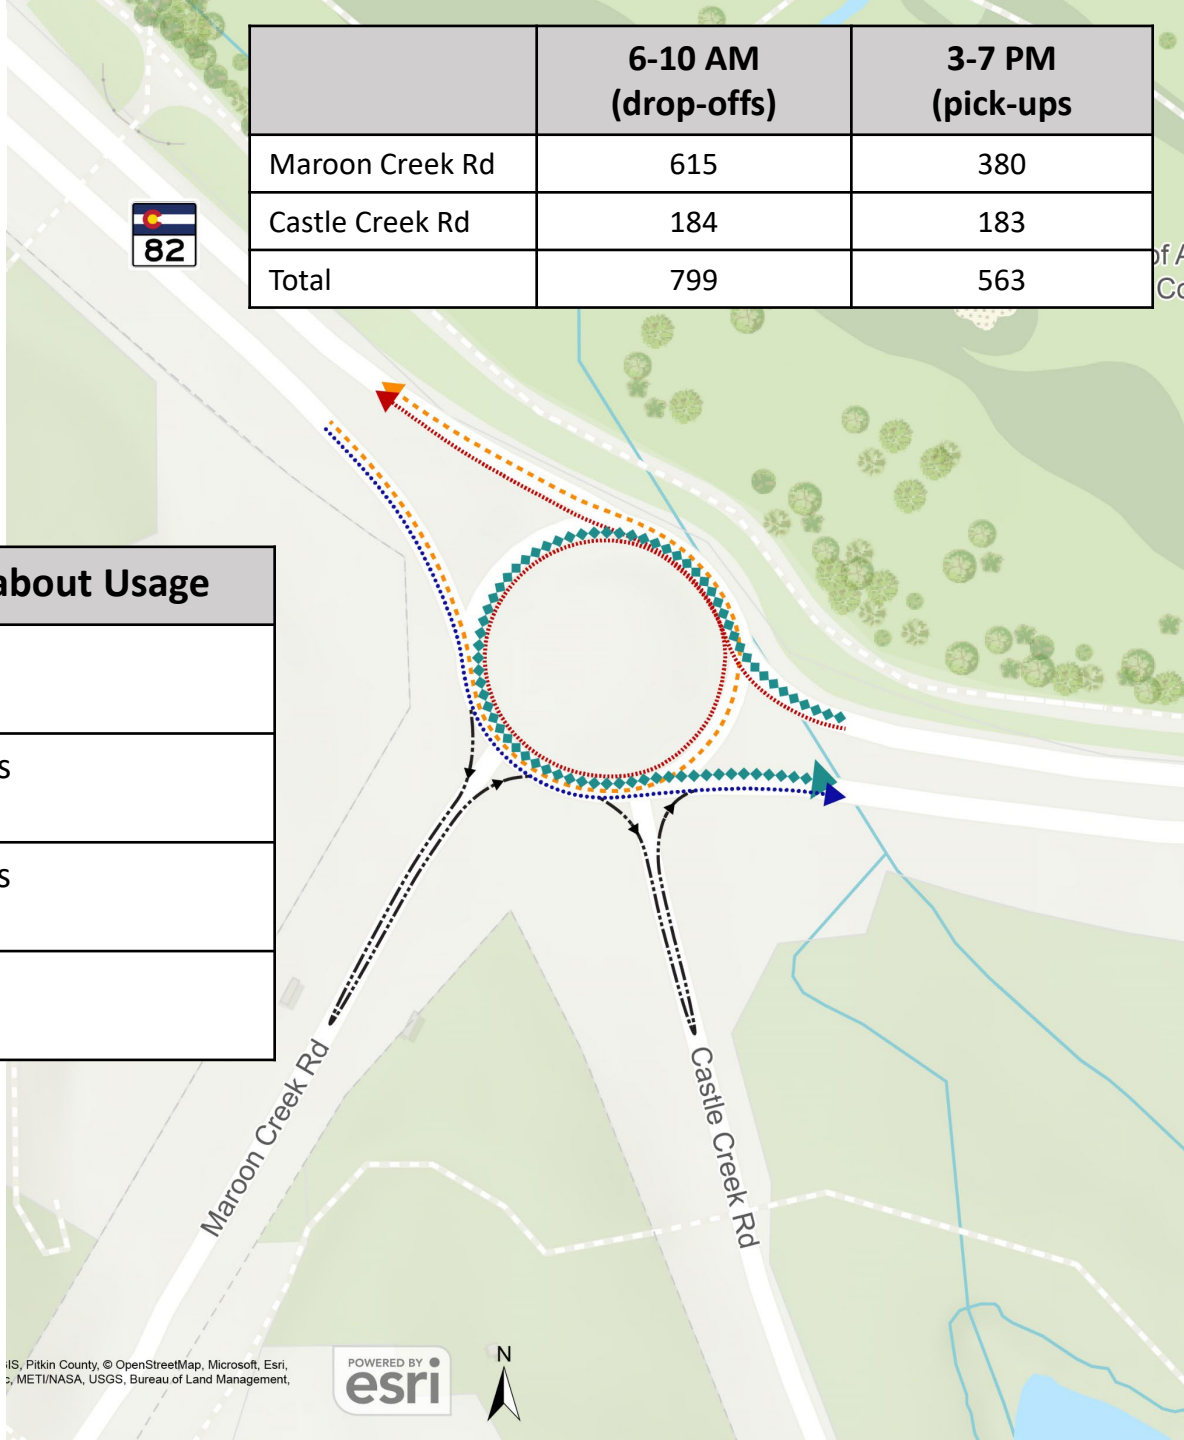 6-10 AM
(drop-offs)
3-7 PM
(pick-ups
Maroon Creek Rd 615 380
Castle Creek Rd 184 183
Total 799 563
82
of A
Co
about Usage
s
s
Maroon Creek Rd
Castle Creek Rd
IS, Pitkin County, © OpenStreetMap, Microsoft, Esri,
c, METI/NASA, USGS, Bureau of Land Management,
POWERED BY
esri
N